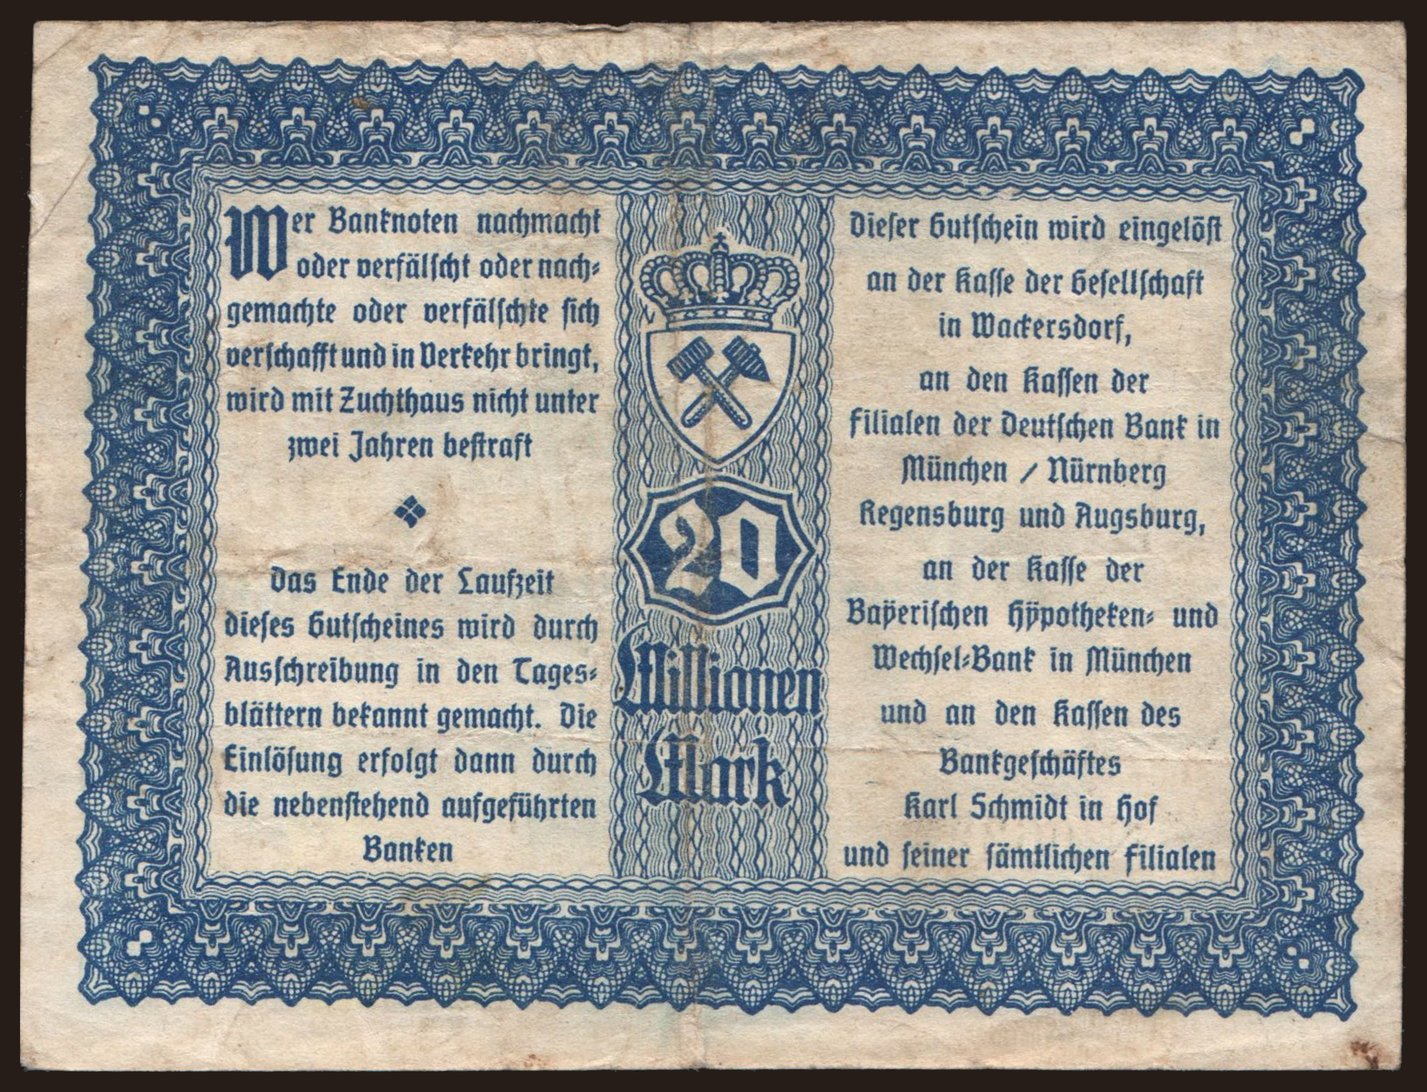 Wer Banknoten nachmacht
oder verfälscht oder nach-
gemachte oder verfälschte sich
verschafft und in Verkehr bringt,
wird mit Zuchthaus nicht unter
zwei Jahren bestraft
Das Ende der Laufzeit
dieses Gutscheines wird durch
Ausschreibung in den Tages-
blättern bekannt gemacht. Die
Einlösung erfolgt dann durch
die nebenstehend aufgeführten
Banken
20
Millionen
Mark
Dieser Gutschein wird eingelöst
an der Kasse der Gesellschaft
in Wackersdorf,
an den Kassen der
Filialen der Deutschen Bank in
München / Nürnberg
Regensburg und Augsburg,
an der Kasse der
Baÿerischen Hÿpotheken- und
Wechsel-Bank in München
und an den Kassen des
Bankgeschäftes
Karl Schmidt in Hof
und seiner sämtlichen Filialen